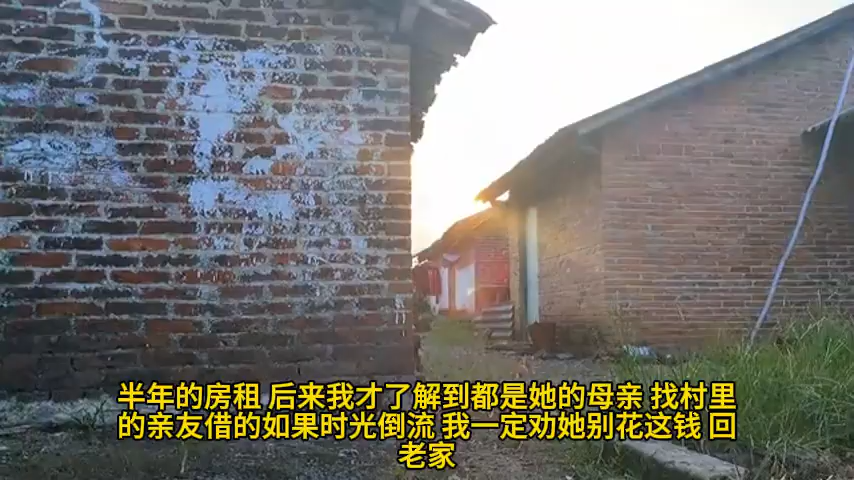 半年的房租 后来我才了解到都是她的母亲 找村里
的亲友借的如果时光倒流 我一定劝她别花这钱 回
老家